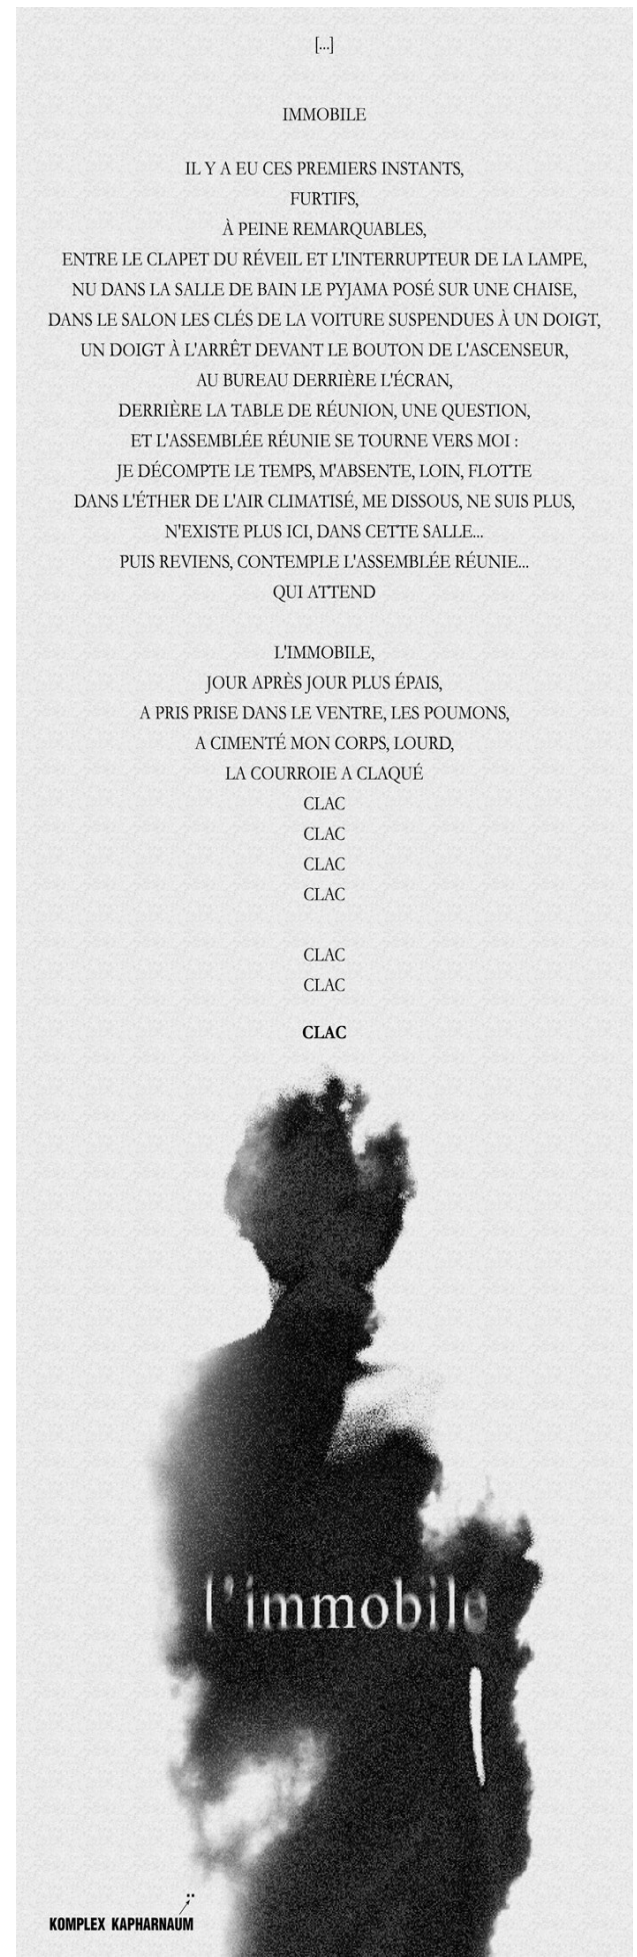 [...]
IMMOBILE
IL Y A EU CES PREMIERS INSTANTS,
FURTIFS,
À PEINE REMARQUABLES,
ENTRE LE CLAPET DU RÉVEIL ET L'INTERRUPTEUR DE LA LAMPE,
NU DANS LA SALLE DE BAIN LE PYJAMA POSÉ SUR UNE CHAISE,
DANS LE SALON LES CLÉS DE LA VOITURE SUSPENDUES À UN DOIGT,
UN DOIGT À L'ARRÊT DEVANT LE BOUTON DE L'ASCENSEUR,
AU BUREAU DERRIÈRE L'ÉCRAN,
DERRIÈRE LA TABLE DE RÉUNION, UNE QUESTION,
ET L'ASSEMBLÉE RÉUNIE SE TOURNE VERS MOI :
JE DÉCOMPTE LE TEMPS, M'ABSENTE, LOIN, FLOTTE
DANS L'ÉTHER DE L'AIR CLIMATISÉ, ME DISSOUS, NE SUIS PLUS,
N'EXISTE PLUS ICI, DANS CETTE SALLE...
PUIS REVIENS, CONTEMPLE L'ASSEMBLÉE RÉUNIE...
QUI ATTEND
L'IMMOBILE,
JOUR APRÈS JOUR PLUS ÉPAIS,
A PRIS PRISE DANS LE VENTRE, LES POUMONS,
A CIMENTÉ MON CORPS, LOURD,
LA COURROIE A CLAQUÉ
CLAC
CLAC
CLAC
CLAC
CLAC
CLAC
CLAC
l'immobile
KOMPLEX KAPHARNAUM